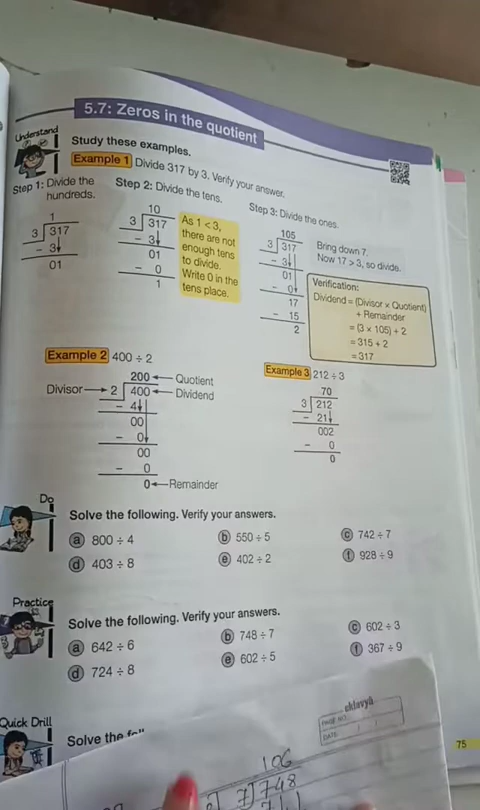 5.7: Zeros in the quotient
Understand
Study these examples.
Example 1 Divide 317 by 3. Verify your answer.
Step 1: Divide the
hundreds.
1
3 317
- 3
01
Step 2: Divide the tens.
10
3 317
- 3
01
- 0
1
As 1 < 3,
there are not
enough tens
to divide.
Write 0 in the
tens place.
Step 3: Divide the ones.
105
3 317
- 3
01
- 0
17
- 15
2
Bring down 7.
Now 17 > 3, so divide.
Verification:
Dividend = (Divisor × Quotient)
+ Remainder
= (3 × 105) + 2
= 315 + 2
= 317
Example 2 400 ÷ 2
200 Quotient
Divisor 2 400 Dividend
- 4
00
- 0
00
- 0
0 Remainder
Example 3 212 ÷ 3
70
3 212
- 21
002
- 0
0
Do
Solve the following. Verify your answers.
a 800 ÷ 4
b 550 ÷ 5
c 742 ÷ 7
d 403 ÷ 8
e 402 ÷ 2
f 928 ÷ 9
Practice
Solve the following. Verify your answers.
a 642 ÷ 6
b 748 ÷ 7
c 602 ÷ 3
d 724 ÷ 8
e 602 ÷ 5
f 367 ÷ 9
Quick Drill
Solve the
eklavya
PAGE NO.
DATE
75
106
7 748